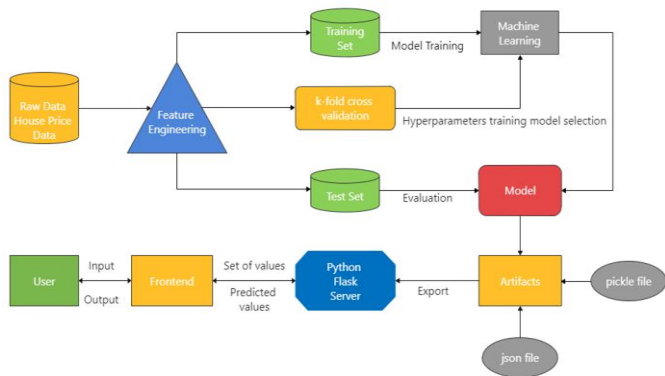 Training
Set
Model Training
Machine
Learning
Raw Data
House Price
Data
Feature
Engineering
k-fold cross
validation
Hyperparameters training model selection
Test Set
Evaluation
Model
User
Input
Output
Frontend
Set of values
Predicted
values
Python
Flask
Server
Export
Artifacts
pickle file
json file